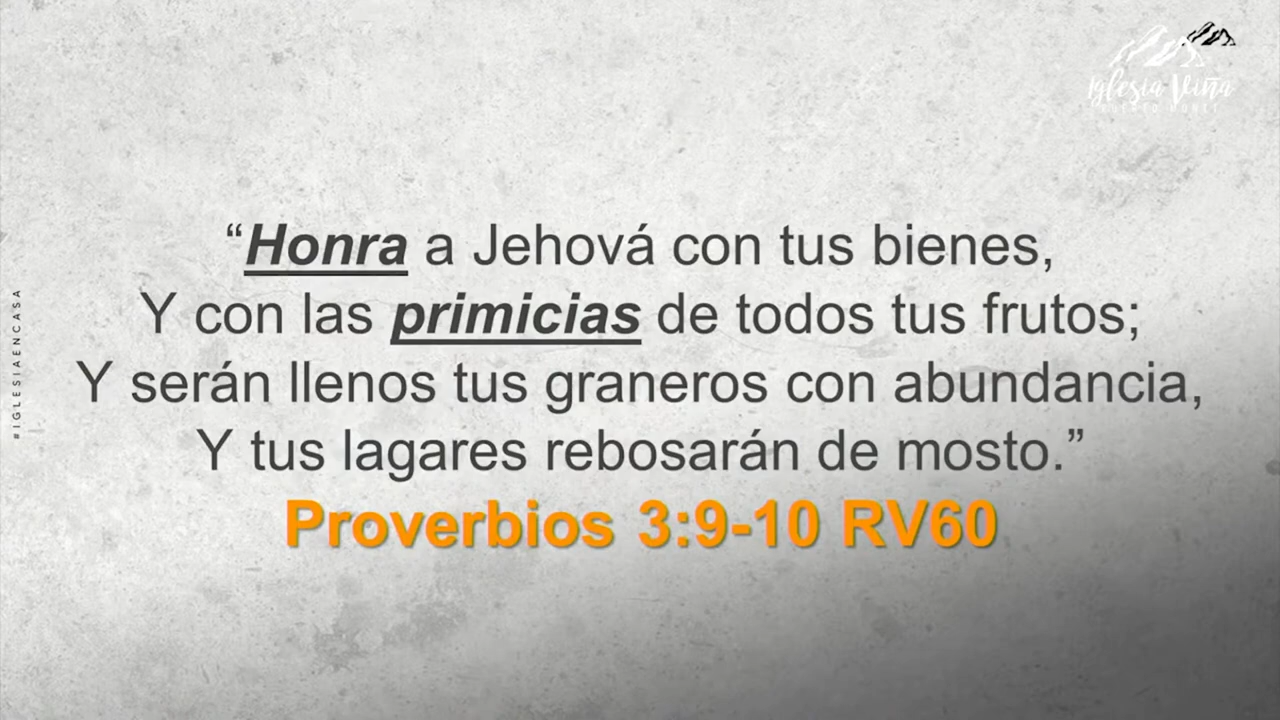 Iglesia Viña
“Honra a Jehová con tus bienes,
Y con las primicias de todos tus frutos;
Y serán llenos tus graneros con abundancia,
Y tus lagares rebosarán de mosto.”
Proverbios 3:9-10 RV60
#IGLESIAENCASA